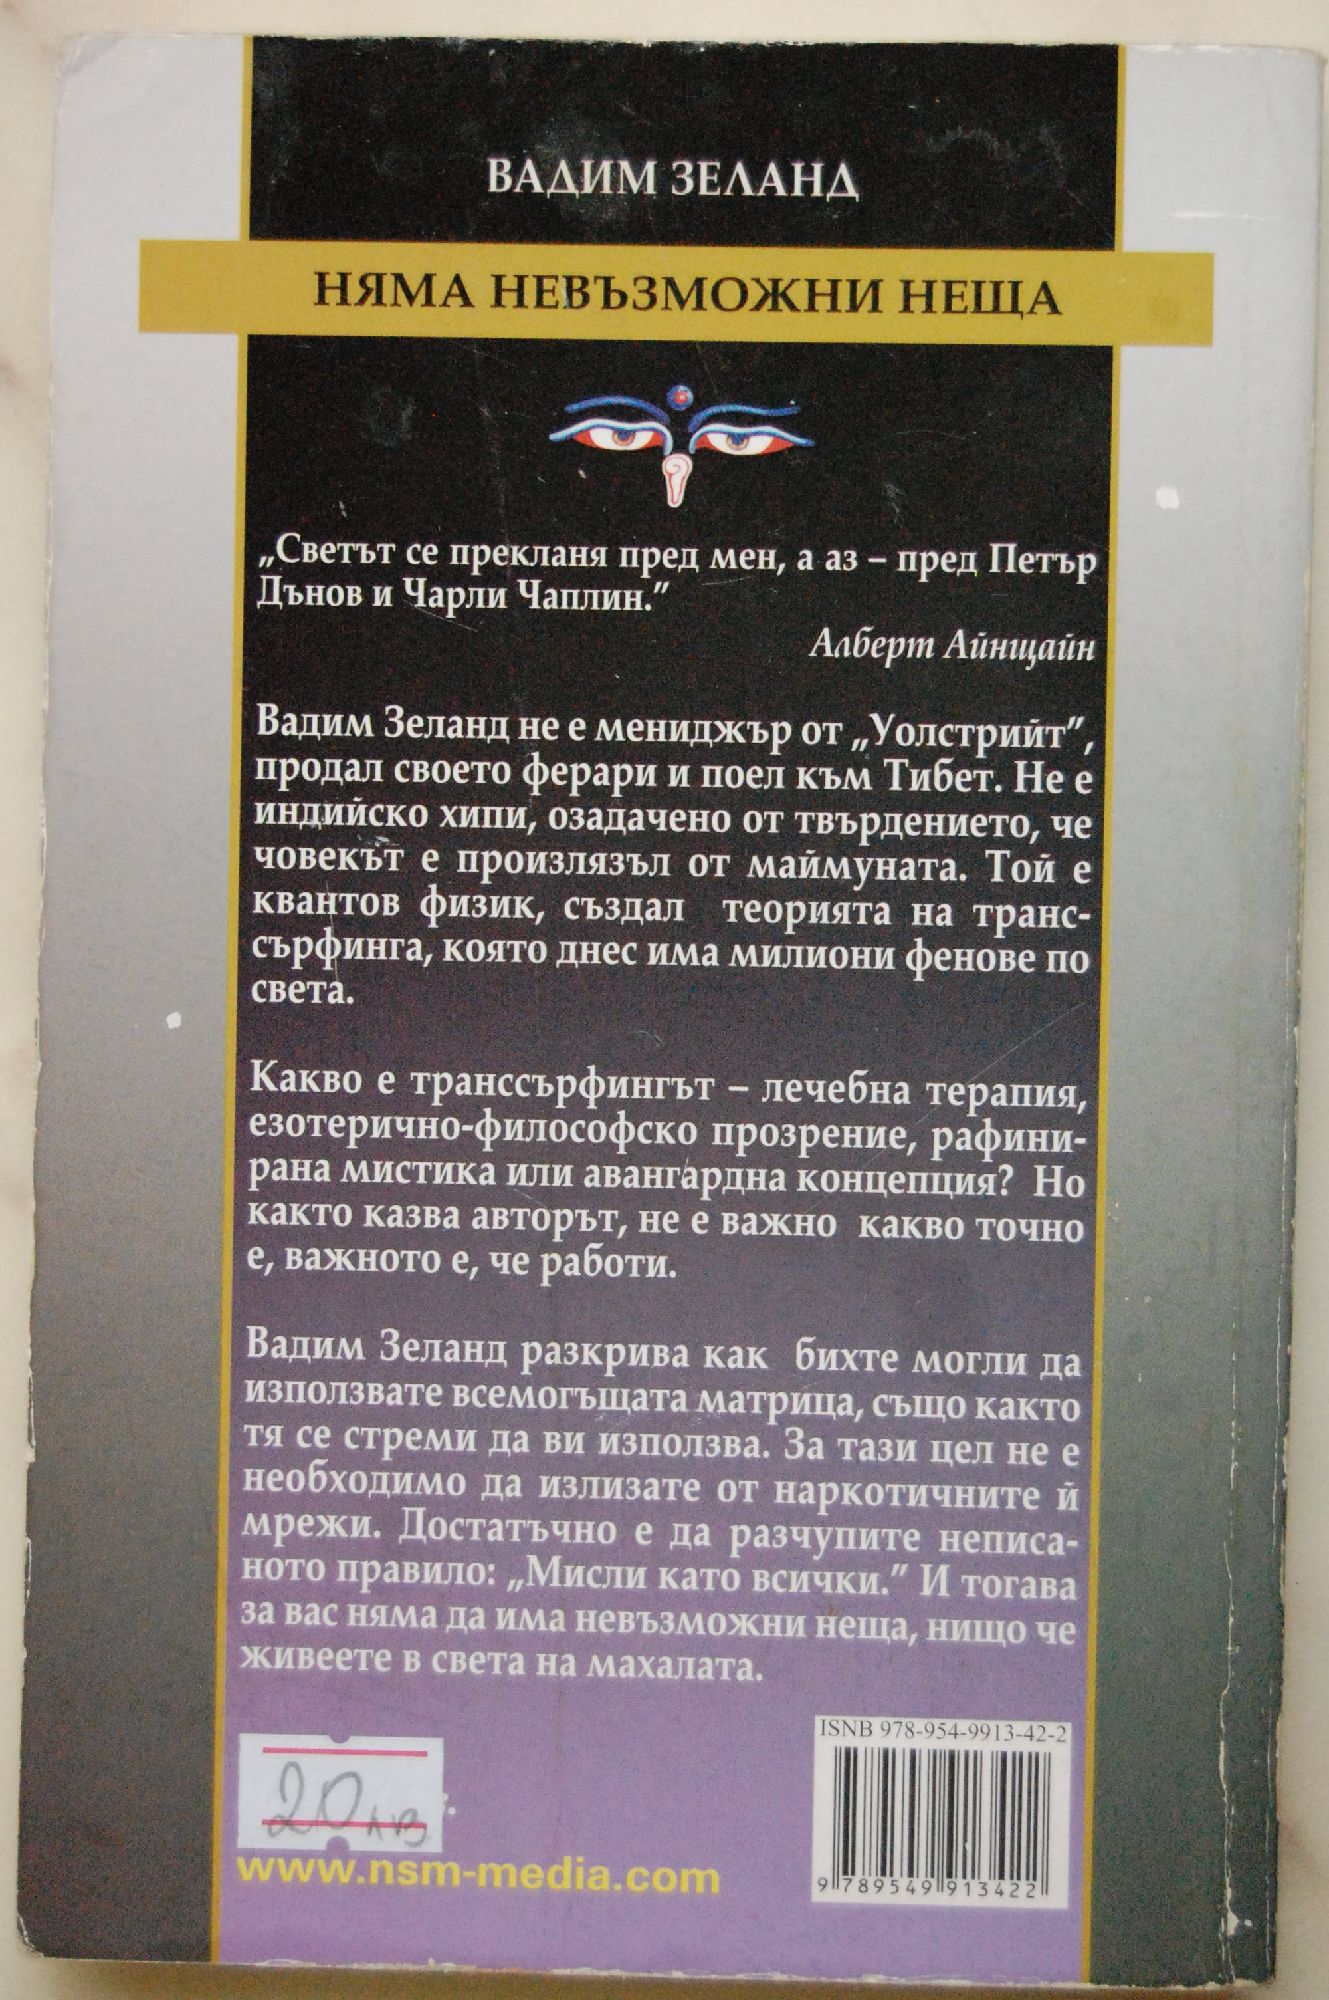 ВАДИМ ЗЕЛАНД
НЯМА НЕВЪЗМОЖНИ НЕЩА
„Светът се прекланя пред мен, а аз – пред Петър
Дънов и Чарли Чаплин.”
Алберт Айнщайн
Вадим Зеланд не е мениджър от „Уолстрийт”,
продал своето ферари и поел към Тибет. Не е
индийско хипи, озадачено от твърдението, че
човекът е произлязъл от маймуната. Той е
квантов физик, създал теорията на транс-
сърфинга, която днес има милиони фенове по
света.
Какво е транссърфингът – лечебна терапия,
езотерично-философско прозрение, рафини-
рана мистика или авангардна концепция? Но
както казва авторът, не е важно какво точно
е, важното е, че работи.
Вадим Зеланд разкрива как бихте могли да
използвате всемогъщата матрица, също както
тя се стреми да ви използва. За тази цел не е
необходимо да излизате от наркотичните й
мрежи. Достатъчно е да разчупите неписа-
ното правило: „Мисли като всички.” И тогава
за вас няма да има невъзможни неща, нищо че
живеете в света на махалата.
ISNB 978-954-9913-42-2
20 лв.
www.nsm-media.com
9 789549 913422